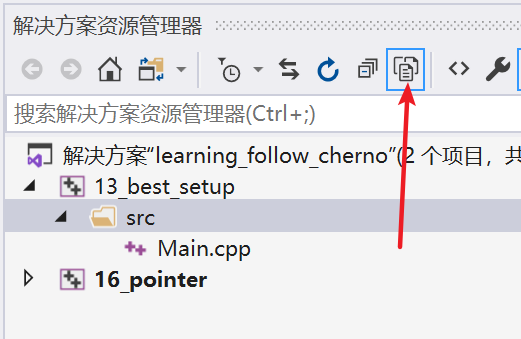 解决方案资源管理器
搜索解决方案资源管理器(Ctrl+;)
解决方案“learning_follow_cherno”(2 个项目，共
13_best_setup
src
Main.cpp
16_pointer